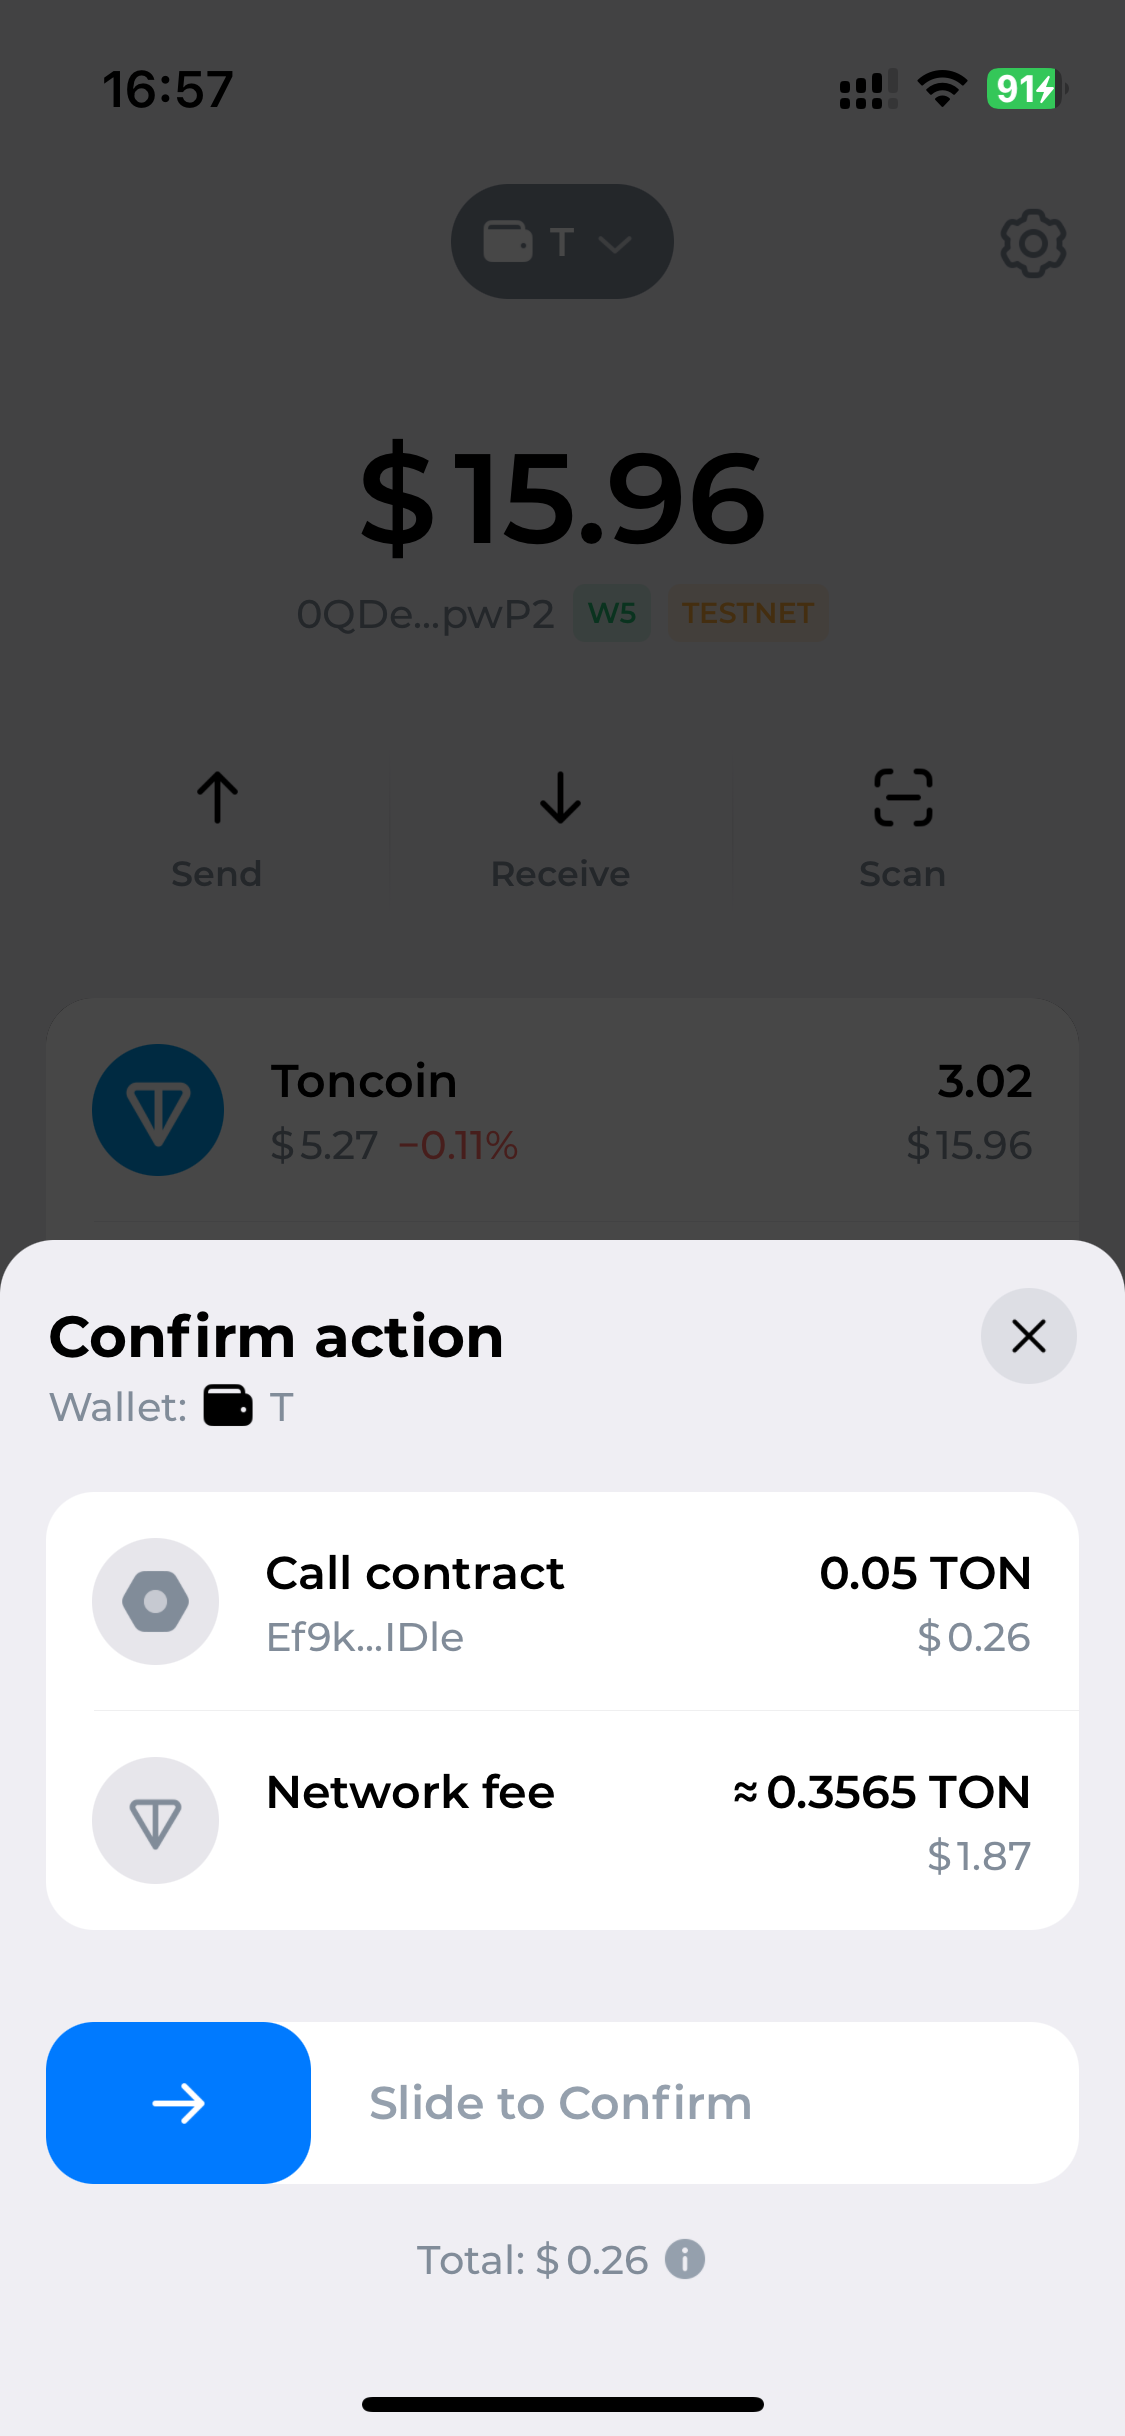 16:57
91
T
$15.96
0QDe...pwP2 W5 TESTNET
Send Receive Scan
Toncoin 3.02
$5.27 −0.11% $15.96
Confirm action
Wallet: T
Call contract 0.05 TON
Ef9k...IDle $0.26
Network fee ≈0.3565 TON
$1.87
Slide to Confirm
Total: $0.26